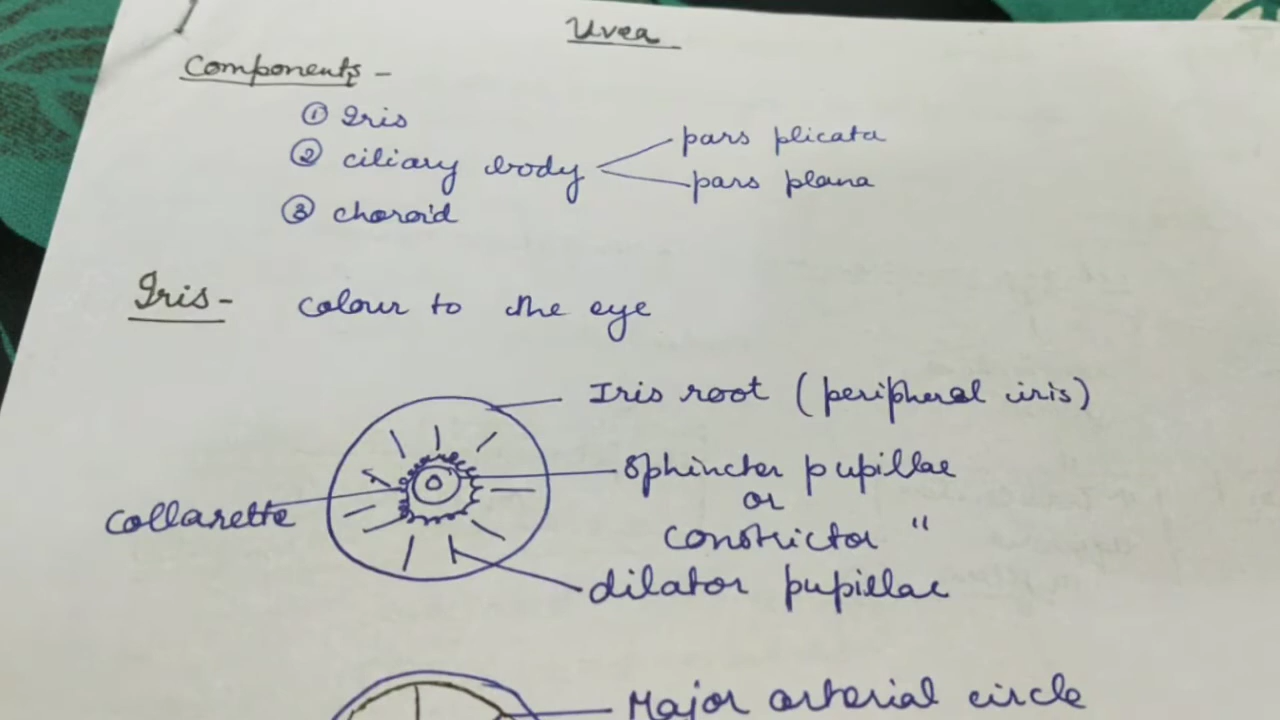 Uvea
Components -
① Iris
② ciliary body
pars plicata
pars plana
③ choroid
Iris - colour to the eye
Iris root (peripheral iris)
Sphincter pupillae
or
constrictor "
collarette
dilator pupillae
Major arterial circle